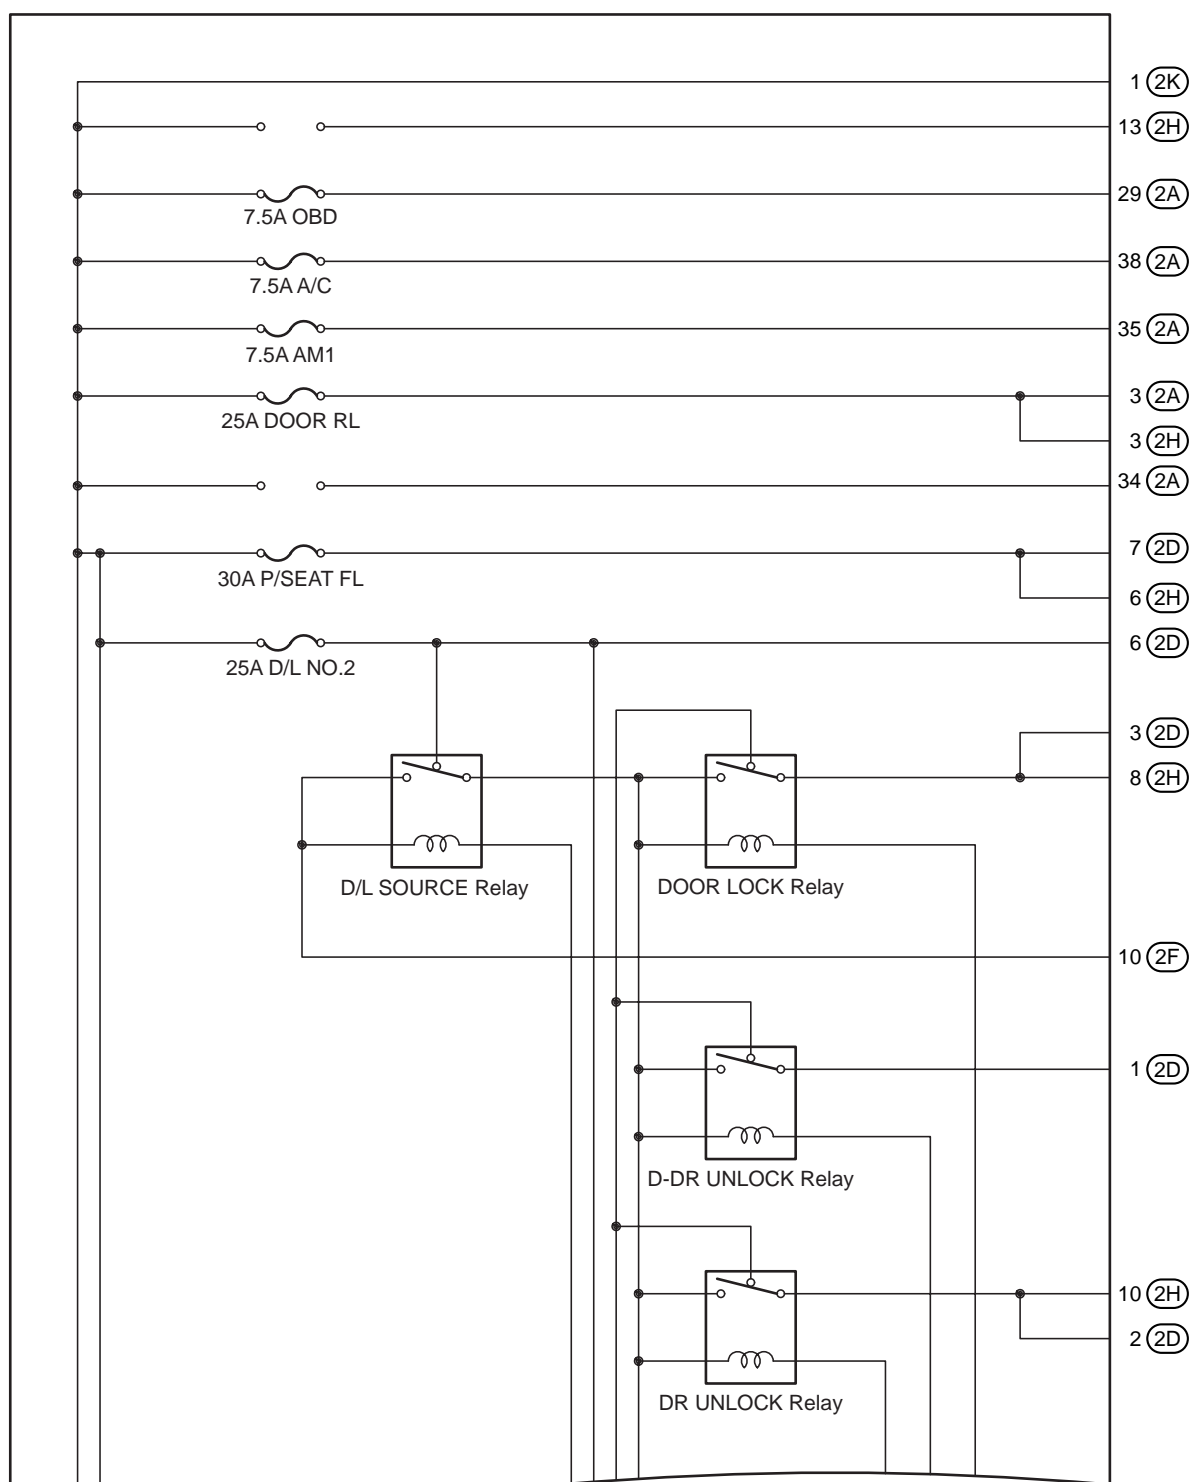 1 2K
13 2H
29 2A
7.5A OBD
38 2A
7.5A A/C
35 2A
7.5A AM1
3 2A
25A DOOR RL
3 2H
34 2A
7 2D
30A P/SEAT FL
6 2H
6 2D
25A D/L NO.2
3 2D
8 2H
D/L SOURCE Relay
DOOR LOCK Relay
10 2F
1 2D
D-DR UNLOCK Relay
10 2H
2 2D
DR UNLOCK Relay